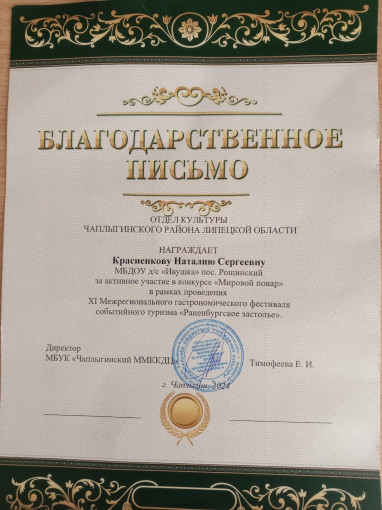 БЛАГОДАРСТВЕННОЕ
ПИСЬМО
ОТДЕЛ КУЛЬТУРЫ
ЧАПЛЫГИНСКОГО РАЙОНА ЛИПЕЦКОЙ ОБЛАСТИ
НАГРАЖДАЕТ
Красненкову Наталию Сергеевну
МБДОУ д/с «Ивушка» пос. Рощинский
за активное участие в конкурсе «Мировой повар»
в рамках проведения
XI Межрегионального гастрономического фестиваля
событийного туризма «Раненбургское застолье».
Директор
МБУК «Чаплыгинский ММККДЦ» Тимофеева Е. И.
г. Чаплыгин, 2024